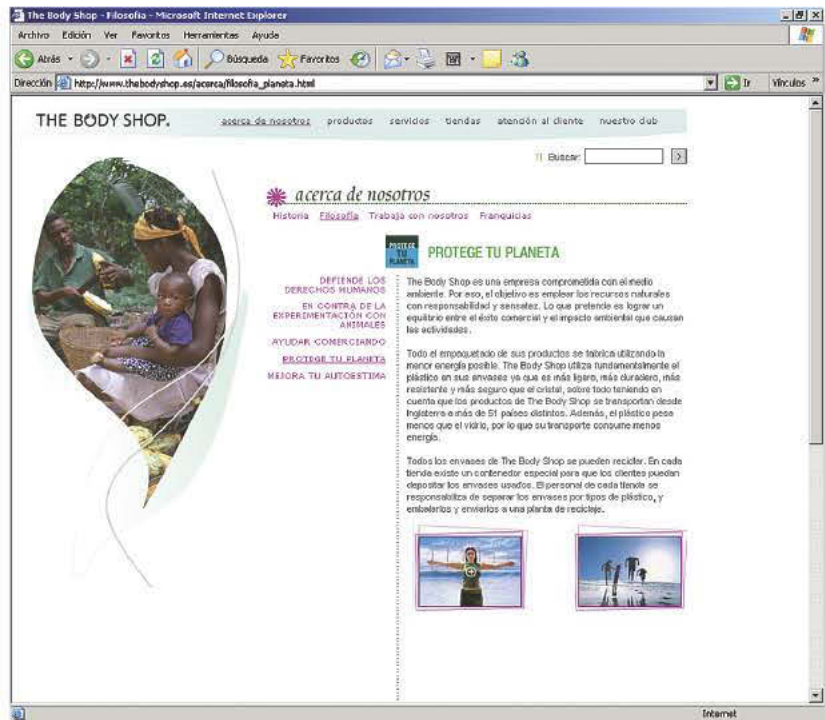 The Body Shop - Filosofia - Microsoft Internet Explorer
Archivo Edición Ver Favoritos Herramientas Ayuda
Atrás Búsqueda Favoritos
Dirección http://www.thebodyshop.es/acerca/filosofia_planeta.html Ir Vínculos »
THE BODY SHOP. acerca de nosotros productos servicios tiendas atención al cliente nuestro club
Buscar:
acerca de nosotros
Historia Filosofía Trabaja con nosotros Franquicias
PROTEGE
TU
PLANETA
PROTEGE TU PLANETA
DEFIENDE LOS
DERECHOS HUMANOS
EN CONTRA DE LA
EXPERIMENTACIÓN CON
ANIMALES
AYUDAR COMERCIANDO
PROTEGE TU PLANETA
MEJORA TU AUTOESTIMA
The Body Shop es una empresa comprometida con el medio
ambiente. Por eso, el objetivo es emplear los recursos naturales
con responsabilidad y sensatez. Lo que pretende es lograr un
equilibrio entre el éxito comercial y el impacto ambiental que causan
las actividades.
Todo el empaquetado de sus productos se fabrica utilizando la
menor energía posible. The Body Shop utiliza fundamentalmente el
plástico en sus envases ya que es más ligero, más duradero, más
resistente y más seguro que el cristal, sobre todo teniendo en
cuenta que los productos de The Body Shop se transportan desde
Inglaterra a más de 51 países distintos. Además, el plástico pesa
menos que el vidrio, por lo que su transporte consume menos
energía.
Todos los envases de The Body Shop se pueden reciclar. En cada
tienda existe un contenedor especial para que los clientes puedan
depositar los envases usados. El personal de cada tienda se
responsabiliza de separar los envases por tipos de plástico, y
embalarlos y enviarlos a una planta de reciclaje.
Internet